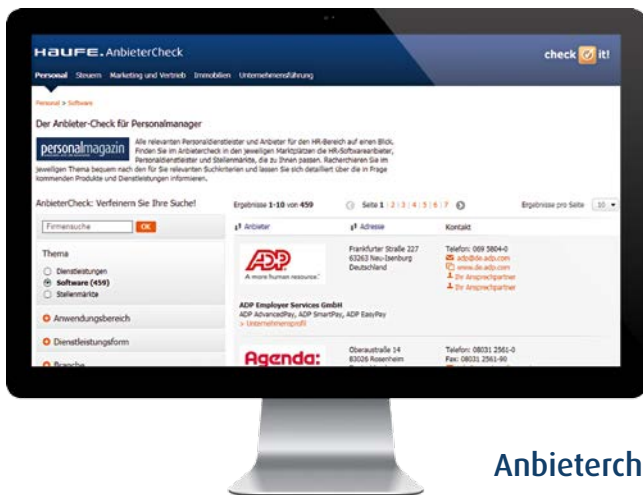 HAUFE. AnbieterCheck
check it!
Personal Steuern Marketing und Vertrieb Immobilien Unternehmensführung
Personal > Software
Der Anbieter-Check für Personalmanager
personalmagazin
Alle relevanten Personaldienstleister und Anbieter für den HR-Bereich auf einen Blick.
Finden Sie im Anbietercheck in den jeweiligen Marktplätzen die HR-Softwareanbieter,
Personaldienstleister und Stellenmärkte, die zu Ihnen passen. Recherchieren Sie im
jeweiligen Thema bequem nach den für Sie relevanten Suchkriterien und lassen Sie sich detailliert über die in Frage
kommenden Produkte und Dienstleistungen informieren.
AnbieterCheck: Verfeinern Sie Ihre Suche!
Firmensuche OK
Thema
Dienstleistungen
Software (459)
Stellenmärkte
Anwendungsbereich
Dienstleistungsform
Branche
Ergebnisse 1-10 von 459 Seite 1 | 2 | 3 | 4 | 5 | 6 | 7 Ergebnisse pro Seite 10
Anbieter Adresse Kontakt
ADP
A more human resource.
Frankfurter Straße 227
63263 Neu-Isenburg
Deutschland
Telefon: 069 5804-0
adp@de.adp.com
www.de.adp.com
Ihr Ansprechpartner
Ihr Ansprechpartner
ADP Employer Services GmbH
ADP AdvancedPay, ADP SmartPay, ADP EasyPay
> Unternehmensprofil
Agenda:
Oberaustraße 14
83026 Rosenheim
Deutschland
Telefon: 08031 2561-0
Fax: 08031 2561-90
Anbieterch